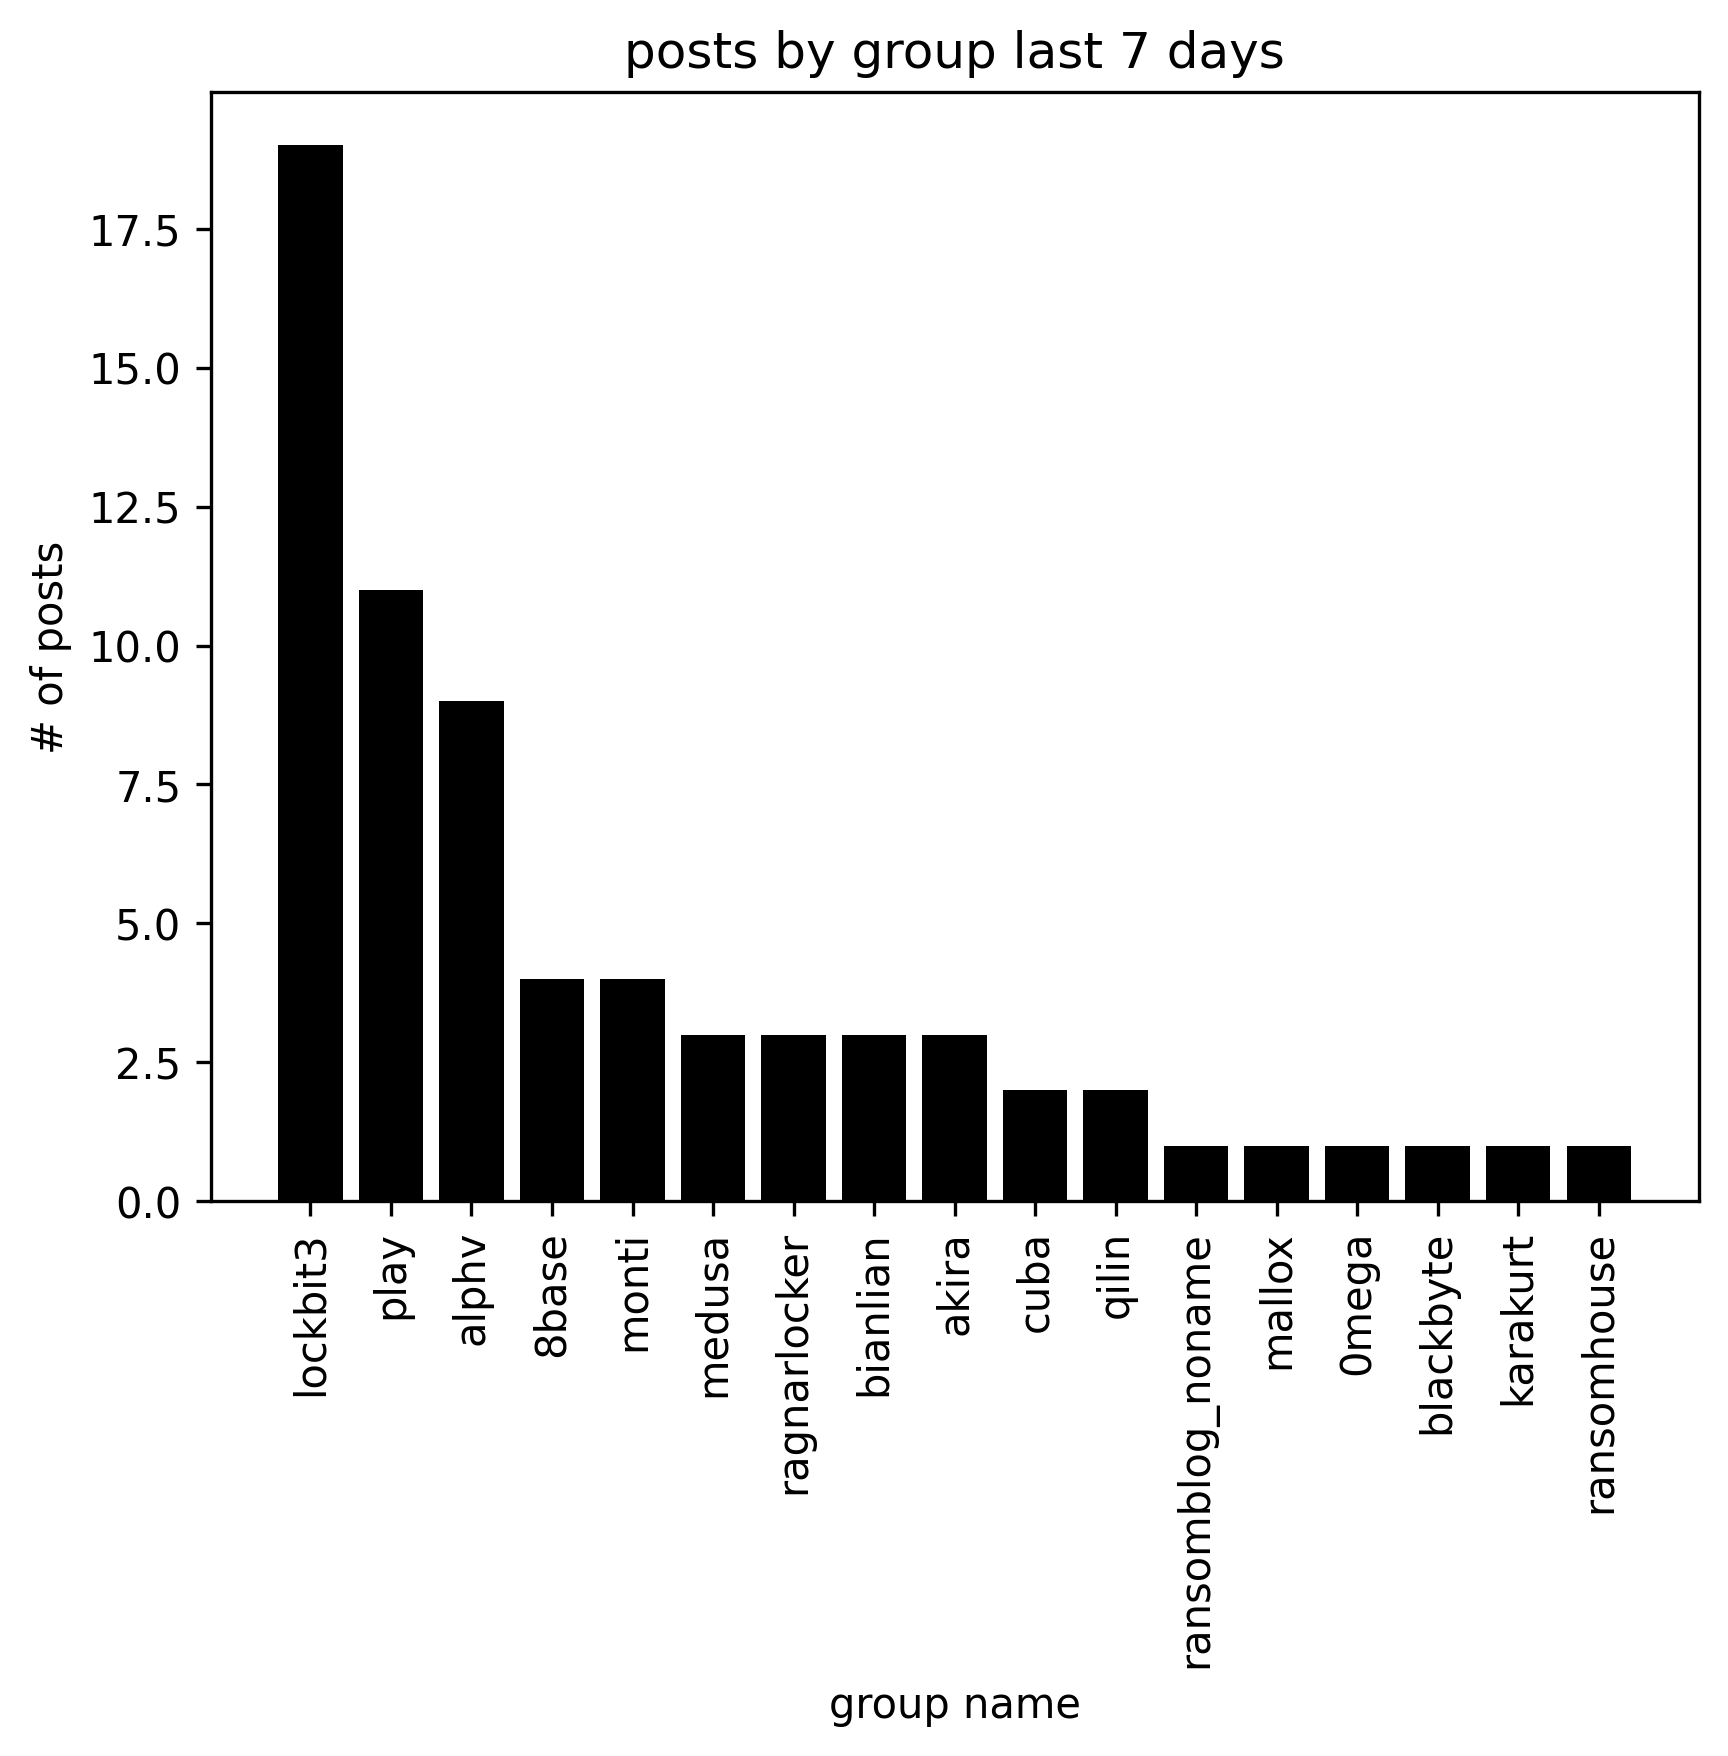 posts by group last 7 days
# of posts
17.5
15.0
12.5
10.0
7.5
5.0
2.5
0.0
lockbit3
play
alphv
8base
monti
medusa
ragnarlocker
bianlian
akira
cuba
qilin
ransomblog_noname
mallox
0mega
blackbyte
karakurt
ransomhouse
group name